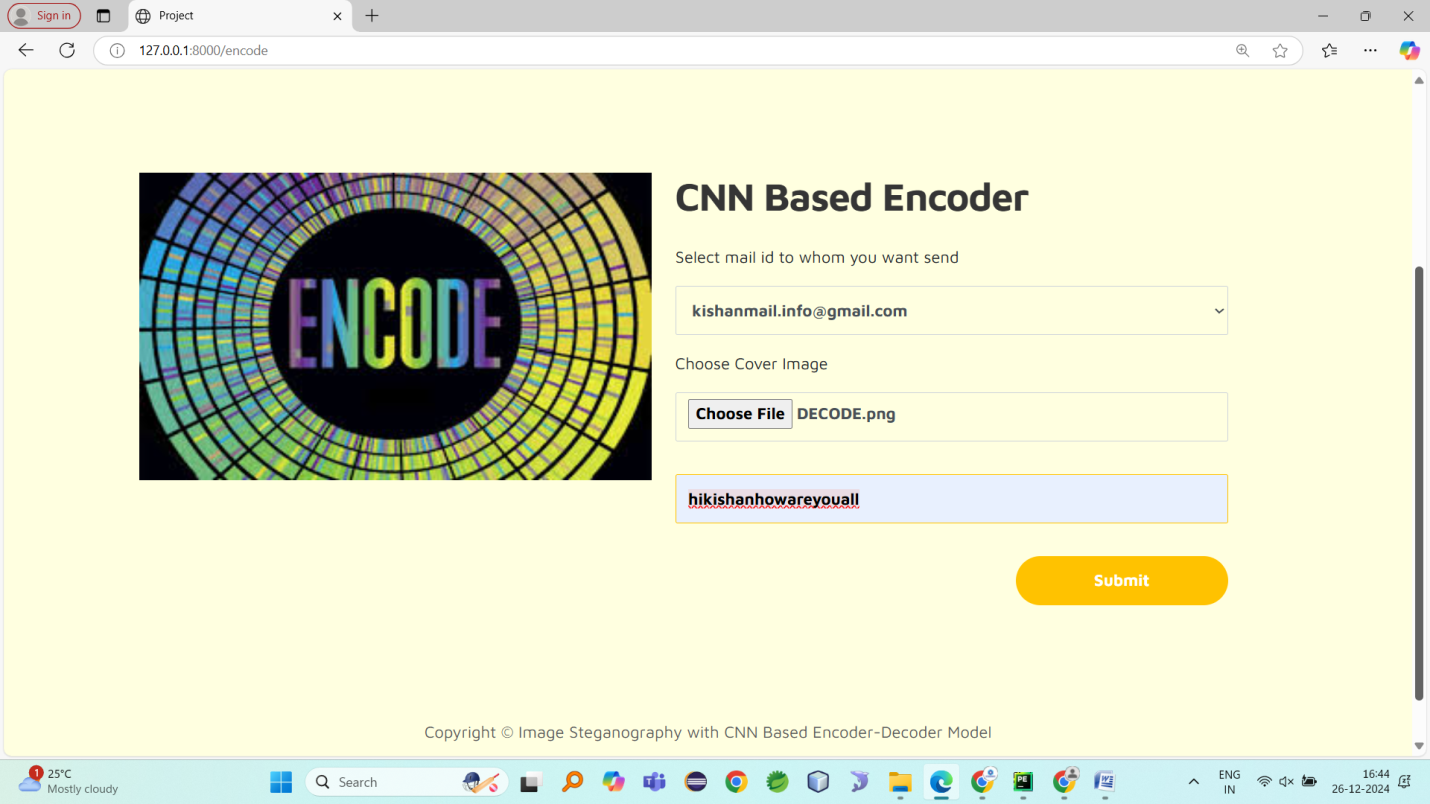 Sign in
Project
127.0.0.1:8000/encode
ENCODE
CNN Based Encoder
Select mail id to whom you want send
kishanmail.info@gmail.com
Choose Cover Image
Choose File DECODE.png
hikishanhowareyouall
Submit
Copyright © Image Steganography with CNN Based Encoder-Decoder Model
1
25°C
Mostly cloudy
Search
PE
ENG
IN
16:44
26-12-2024